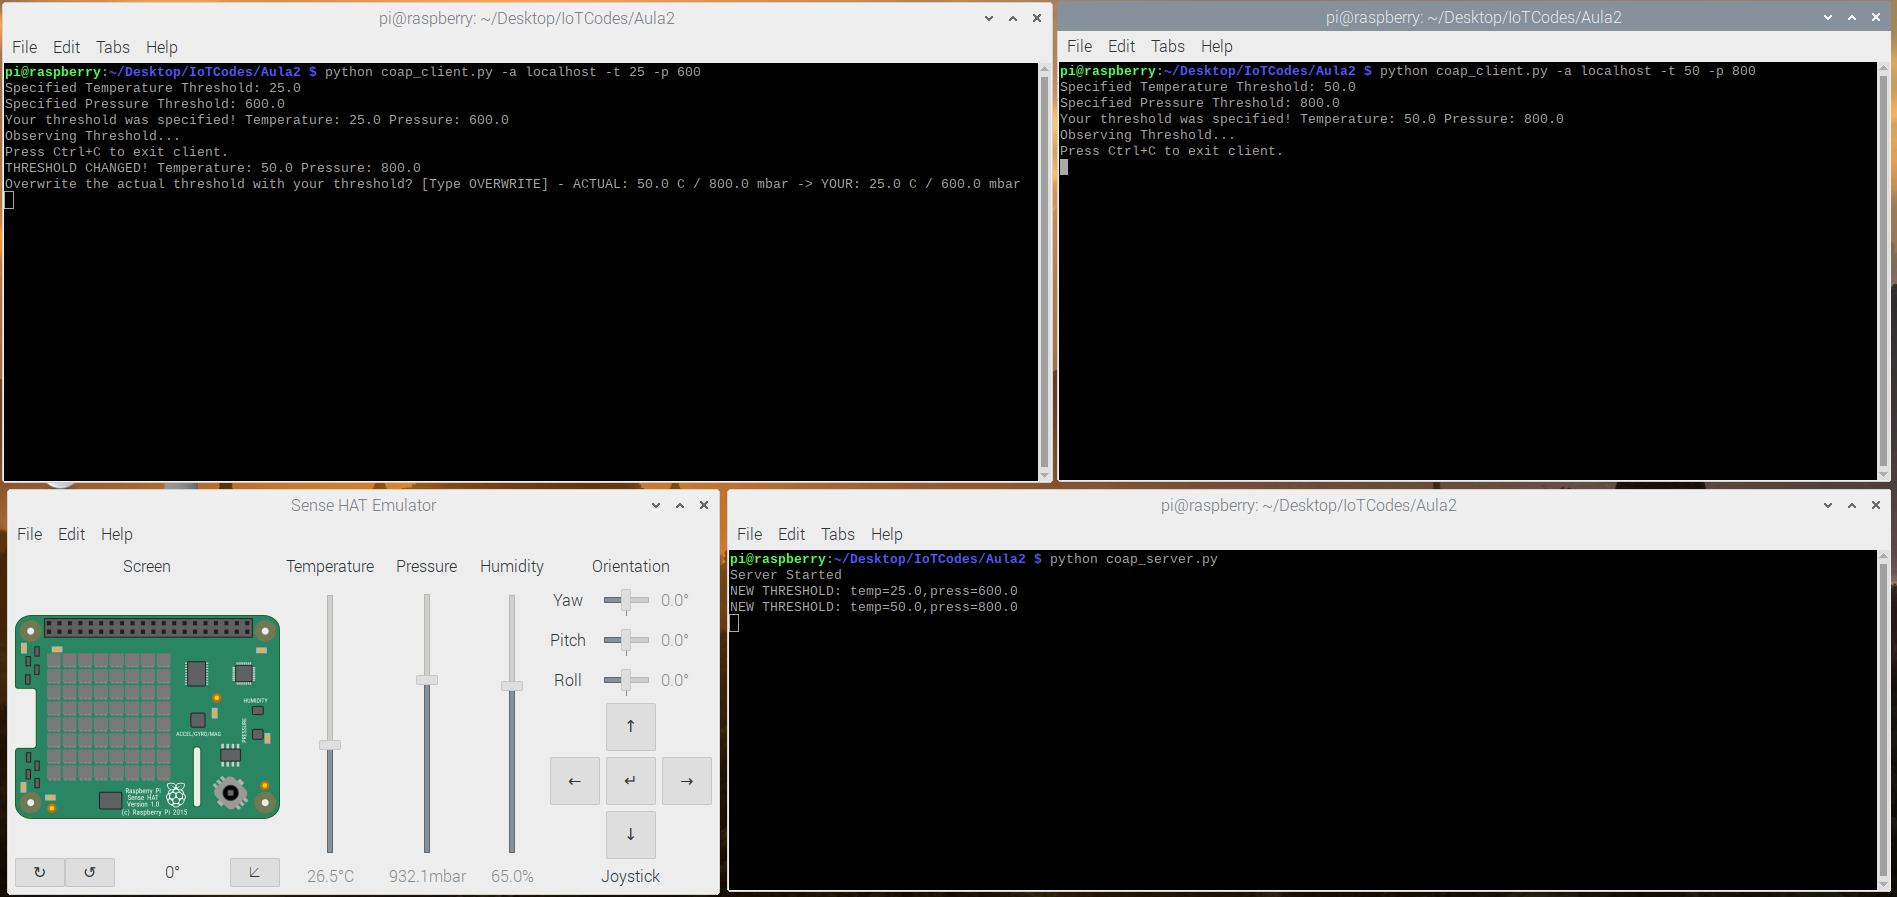 pi@raspberry: ~/Desktop/IoTCodes/Aula2
File Edit Tabs Help
pi@raspberry:~/Desktop/IoTCodes/Aula2 $ python coap_client.py -a localhost -t 25 -p 600
Specified Temperature Threshold: 25.0
Specified Pressure Threshold: 600.0
Your threshold was specified! Temperature: 25.0 Pressure: 600.0
Observing Threshold...
Press Ctrl+C to exit client.
THRESHOLD CHANGED! Temperature: 50.0 Pressure: 800.0
Overwrite the actual threshold with your threshold? [Type OVERWRITE] - ACTUAL: 50.0 C / 800.0 mbar -> YOUR: 25.0 C / 600.0 mbar
pi@raspberry: ~/Desktop/IoTCodes/Aula2
File Edit Tabs Help
pi@raspberry:~/Desktop/IoTCodes/Aula2 $ python coap_client.py -a localhost -t 50 -p 800
Specified Temperature Threshold: 50.0
Specified Pressure Threshold: 800.0
Your threshold was specified! Temperature: 50.0 Pressure: 800.0
Observing Threshold...
Press Ctrl+C to exit client.
Sense HAT Emulator
File Edit Help
Screen Temperature Pressure Humidity Orientation
Yaw 0.0°
Pitch 0.0°
Roll 0.0°
HUMIDITY
PRESSURE
ACCEL/GYRO/MAG
Raspberry Pi
Sense HAT
Version 1.0
(c) Raspberry Pi 2015
↑
← ↵ →
↓
↻ ↺ 0° 26.5°C 932.1mbar 65.0% Joystick
pi@raspberry: ~/Desktop/IoTCodes/Aula2
File Edit Tabs Help
pi@raspberry:~/Desktop/IoTCodes/Aula2 $ python coap_server.py
Server Started
NEW THRESHOLD: temp=25.0,press=600.0
NEW THRESHOLD: temp=50.0,press=800.0